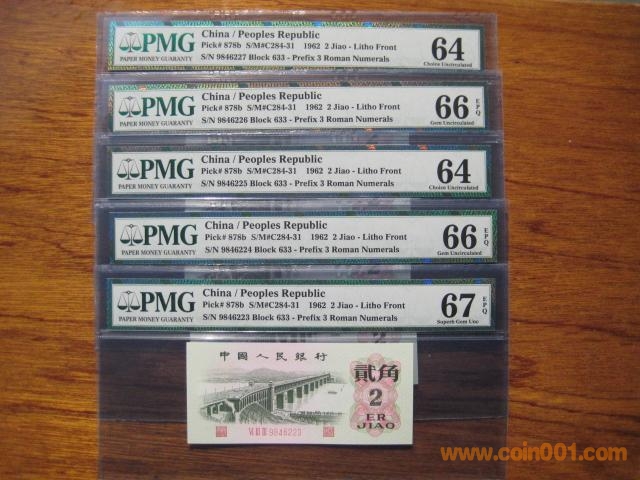 PMG
PAPER MONEY GUARANTY
China / Peoples Republic
Pick# 878b S/M#C284-31 1962 2 Jiao - Litho Front
S/N 9846227 Block 633 - Prefix 3 Roman Numerals
64
Choice Uncirculated
PMG
PAPER MONEY GUARANTY
China / Peoples Republic
Pick# 878b S/M#C284-31 1962 2 Jiao - Litho Front
S/N 9846226 Block 633 - Prefix 3 Roman Numerals
66 EPQ
Gem Uncirculated
PMG
PAPER MONEY GUARANTY
China / Peoples Republic
Pick# 878b S/M#C284-31 1962 2 Jiao - Litho Front
S/N 9846225 Block 633 - Prefix 3 Roman Numerals
64
Choice Uncirculated
PMG
PAPER MONEY GUARANTY
China / Peoples Republic
Pick# 878b S/M#C284-31 1962 2 Jiao - Litho Front
S/N 9846224 Block 633 - Prefix 3 Roman Numerals
66 EPQ
Gem Uncirculated
PMG
PAPER MONEY GUARANTY
China / Peoples Republic
Pick# 878b S/M#C284-31 1962 2 Jiao - Litho Front
S/N 9846223 Block 633 - Prefix 3 Roman Numerals
67 EPQ
Superb Gem Unc
2
中國人民銀行
貳角
2
ER
JIAO
VI III III 9846223
www.coin001.com